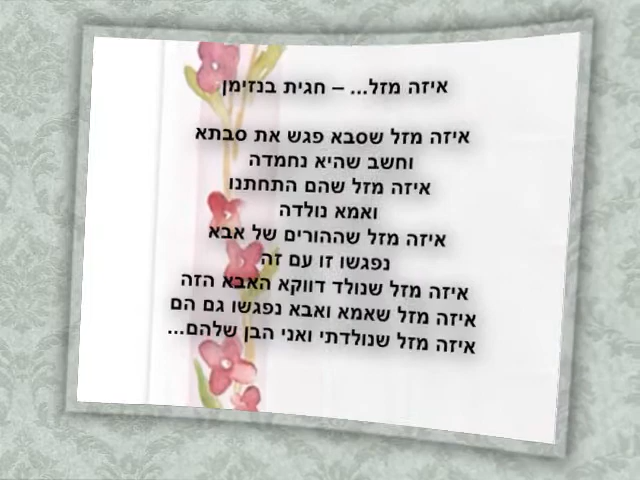 איזה מזל... – חגית בנזימן
איזה מזל שסבא פגש את סבתא
וחשב שהיא נחמדה
איזה מזל שהם התחתנו
ואמא נולדה
איזה מזל שההורים של אבא
נפגשו זו עם זה
איזה מזל שנולד דווקא האבא הזה
איזה מזל שאמא ואבא נפגשו גם הם
איזה מזל שנולדתי ואני הבן שלהם...